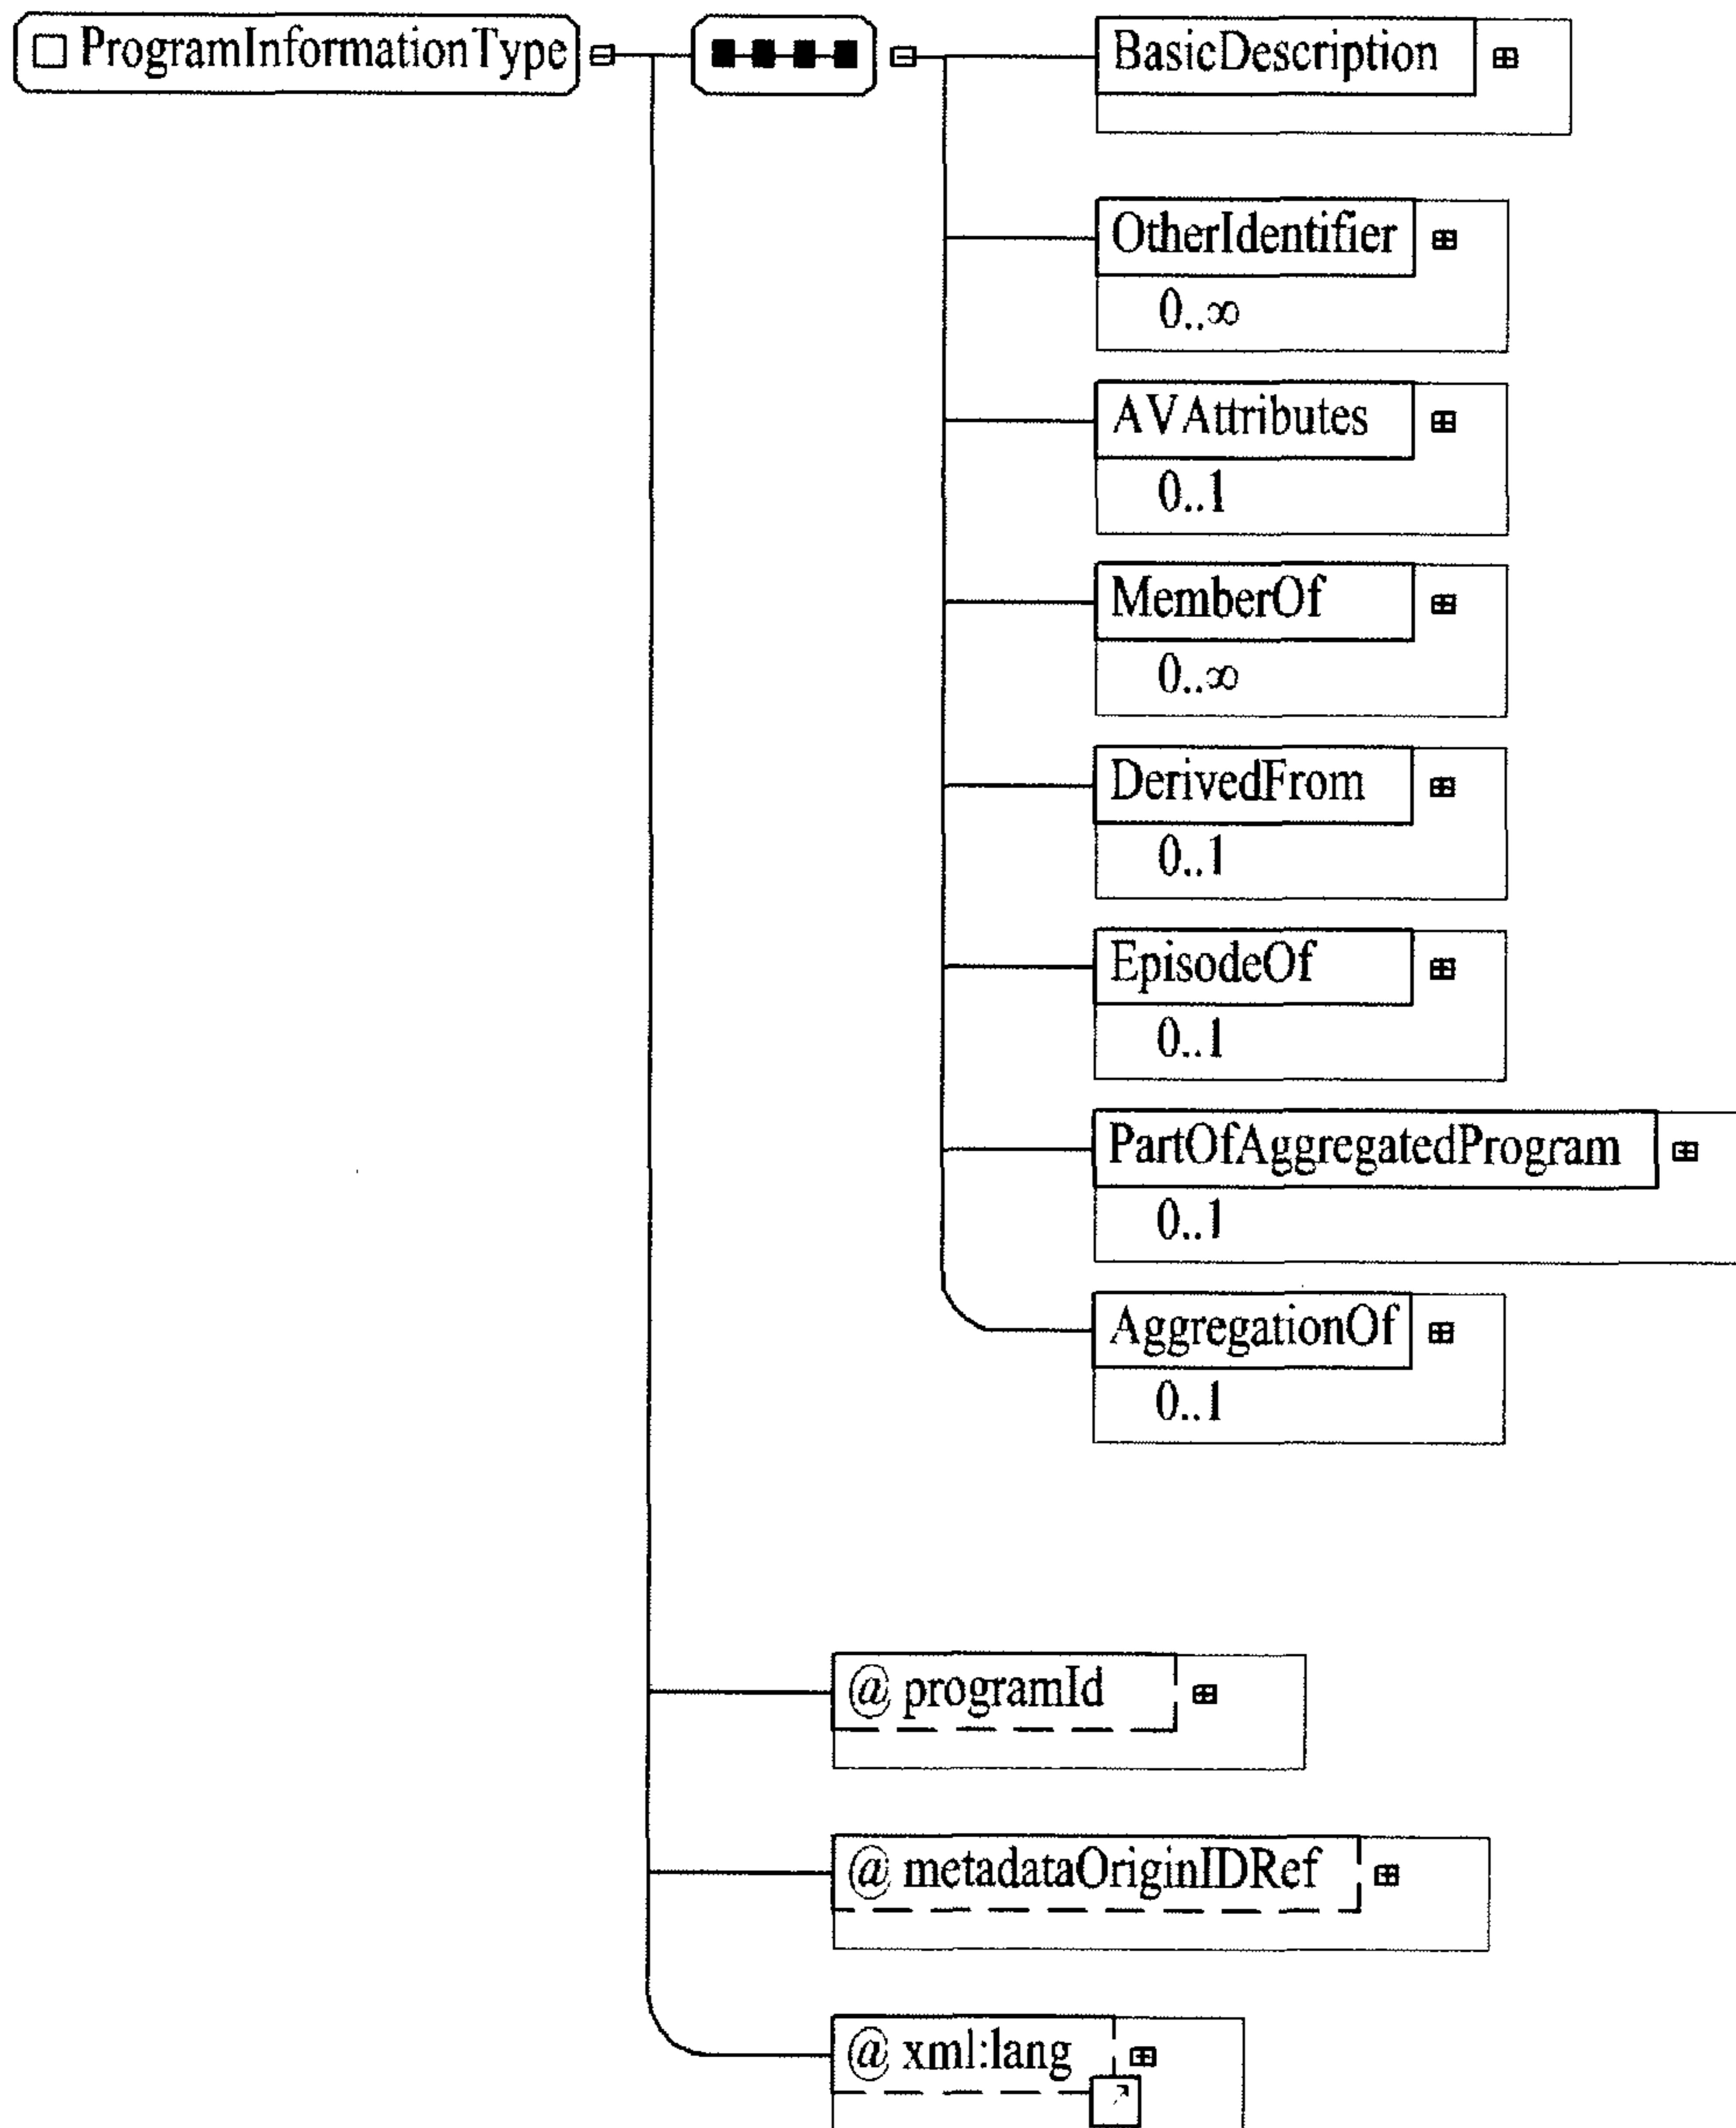 ProgramInformationType
BasicDescription
OtherIdentifier
0..∞
AVAttributes
0..1
MemberOf
0..∞
DerivedFrom
0..1
EpisodeOf
0..1
PartOfAggregatedProgram
0..1
AggregationOf
0..1
@ programId
@ metadataOriginIDRef
@ xml:lang